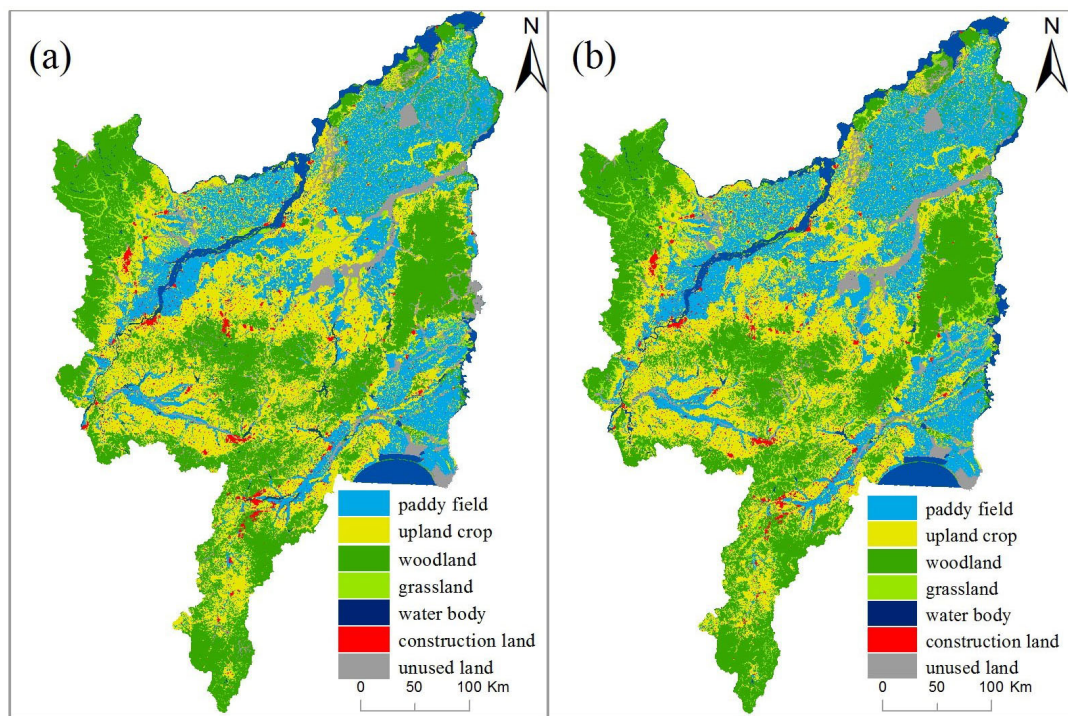 (a)
N
paddy field
upland crop
woodland
grassland
water body
construction land
unused land
0 50 100 Km
(b)
N
paddy field
upland crop
woodland
grassland
water body
construction land
unused land
0 50 100 Km